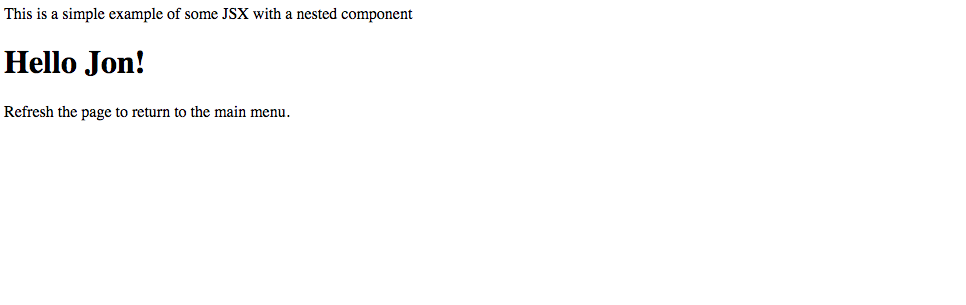 This is a simple example of some JSX with a nested component
Hello Jon!
Refresh the page to return to the main menu.